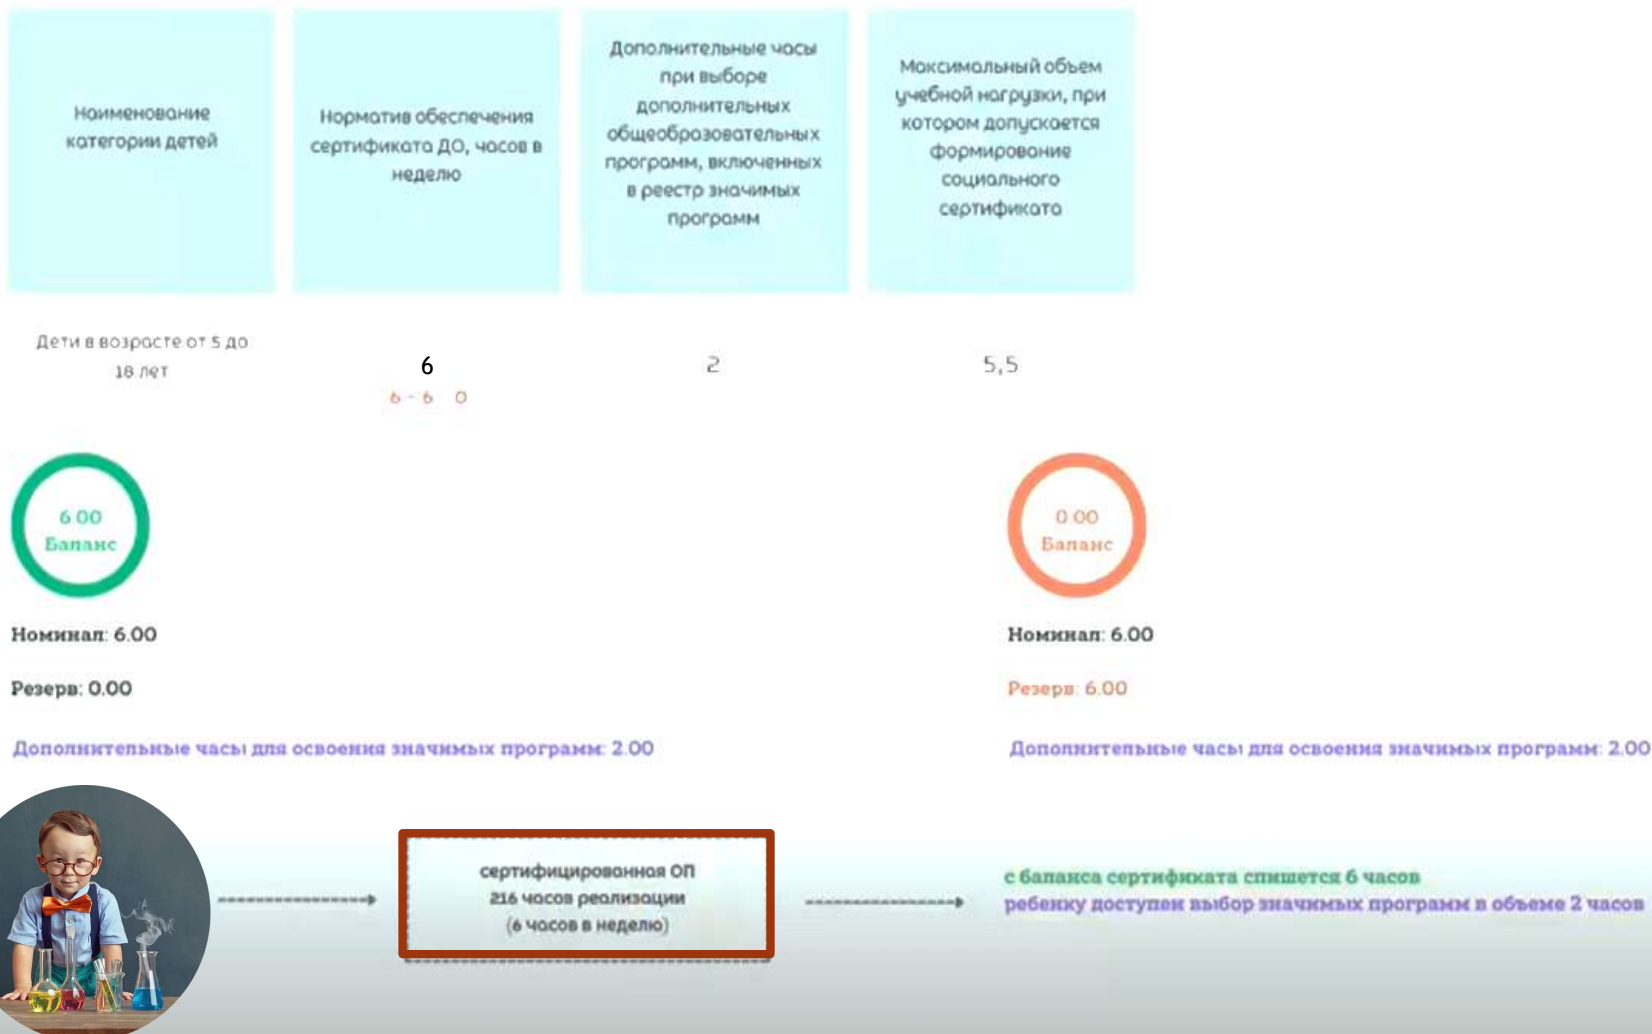 Наименование
категории детей
Норматив обеспечения
сертификата ДО, часов в
неделю
Дополнительные часы
при выборе
дополнительных
общеобразовательных
программ, включенных
в реестр значимых
программ
Максимальный объем
учебной нагрузки, при
котором допускается
формирование
социального
сертификата
Дети в возрасте от 5 до
18 лет
6
6 - 6 0
2
5,5
6.00
Баланс
Номинал: 6.00
Резерв: 0.00
Дополнительные часы для освоения значимых программ: 2.00
0.00
Баланс
Номинал: 6.00
Резерв: 6.00
Дополнительные часы для освоения значимых программ: 2.00
сертифицированная ОП
216 часов реализации
(6 часов в неделю)
с баланса сертификата спишется 6 часов
ребенку доступен выбор значимых программ в объеме 2 часов